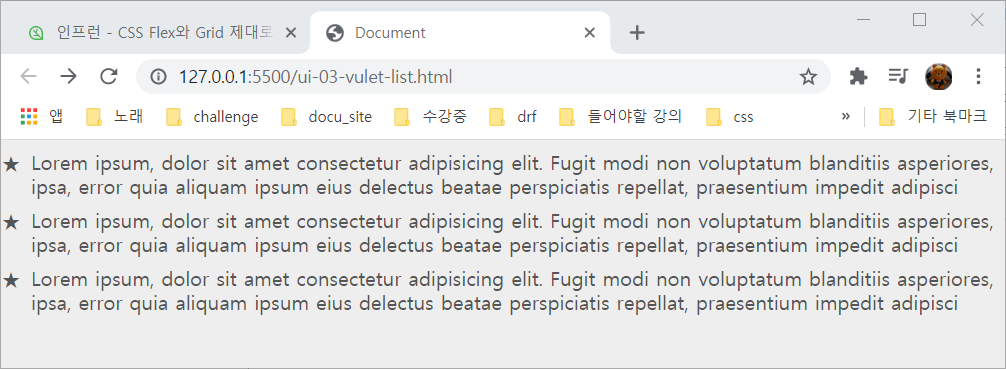 인프런 - CSS Flex와 Grid 제대로
Document
127.0.0.1:5500/ui-03-vulet-list.html
앱 노래 challenge docu_site 수강중 drf 들어야할 강의 css » 기타 북마크
★ Lorem ipsum, dolor sit amet consectetur adipisicing elit. Fugit modi non voluptatum blanditiis asperiores,
ipsa, error quia aliquam ipsum eius delectus beatae perspiciatis repellat, praesentium impedit adipisci
★ Lorem ipsum, dolor sit amet consectetur adipisicing elit. Fugit modi non voluptatum blanditiis asperiores,
ipsa, error quia aliquam ipsum eius delectus beatae perspiciatis repellat, praesentium impedit adipisci
★ Lorem ipsum, dolor sit amet consectetur adipisicing elit. Fugit modi non voluptatum blanditiis asperiores,
ipsa, error quia aliquam ipsum eius delectus beatae perspiciatis repellat, praesentium impedit adipisci